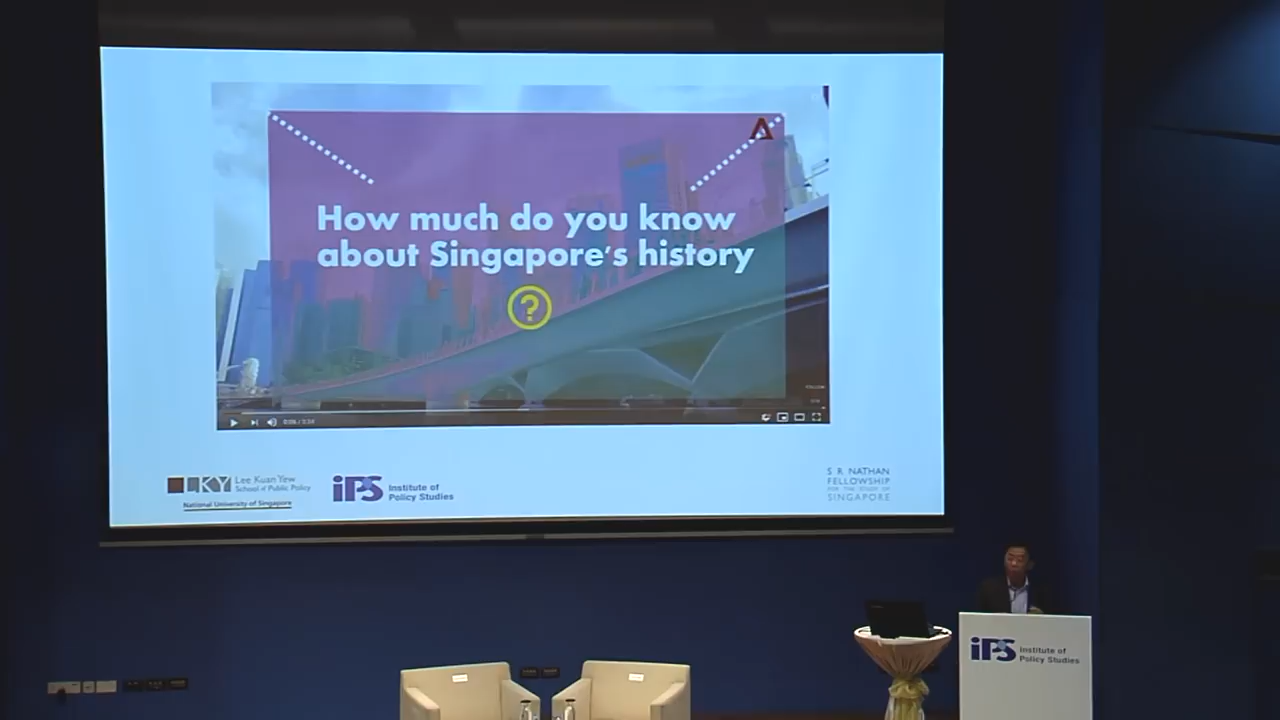 How much do you know
about Singapore's history
?
LKY
Lee Kuan Yew
School of Public Policy
National University of Singapore
iPS
Institute of
Policy Studies
S R NATHAN
FELLOWSHIP
FOR THE STUDY OF
SINGAPORE
iPS
Institute of
Policy Studies